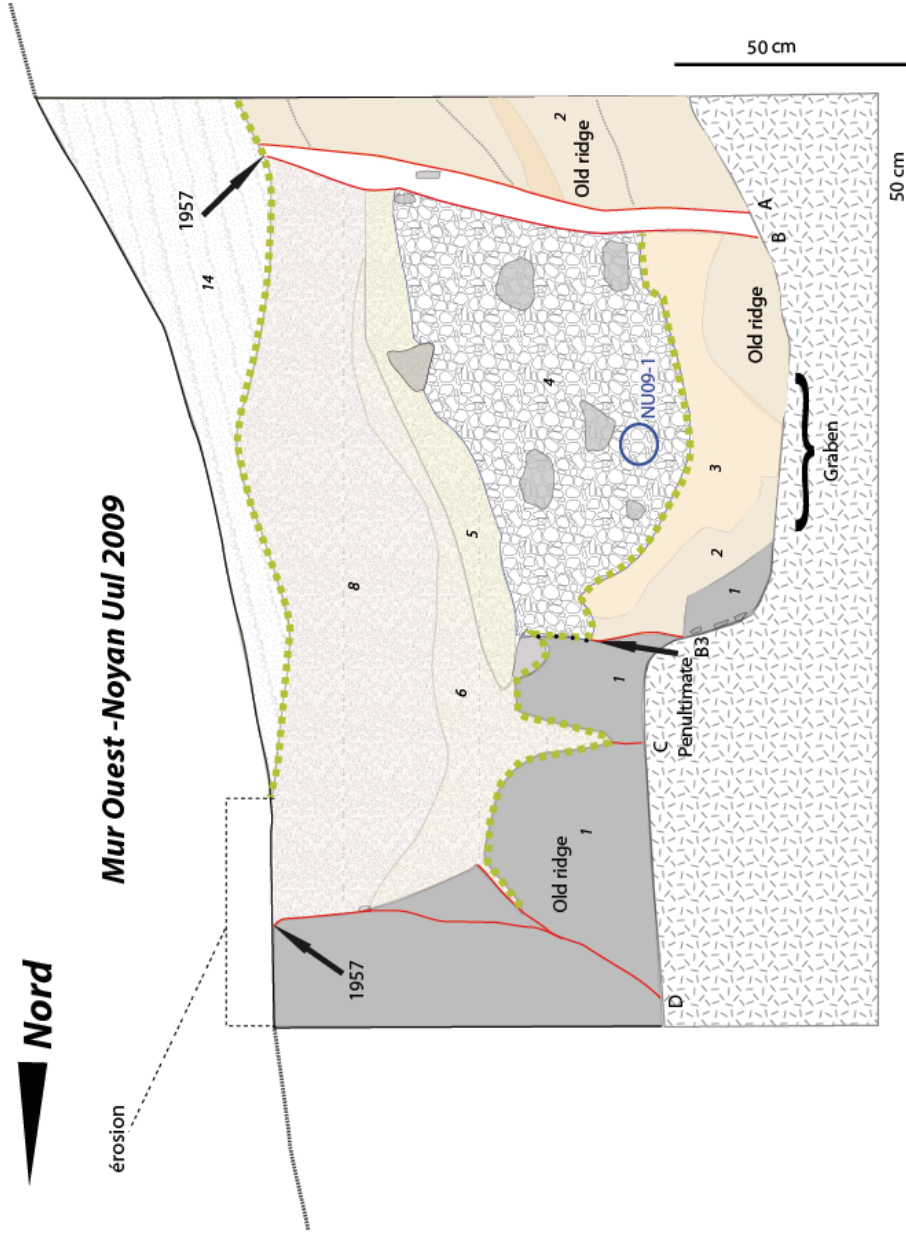 Mur Ouest -Noyan Uul 2009
Nord
érosion
1957
1957
14
8
6
5
4
NU09-1
3
2
1
1
1
2
Old ridge
Old ridge
Old ridge
Graben
Penultimate
A
B
B3
C
D
50 cm
50 cm